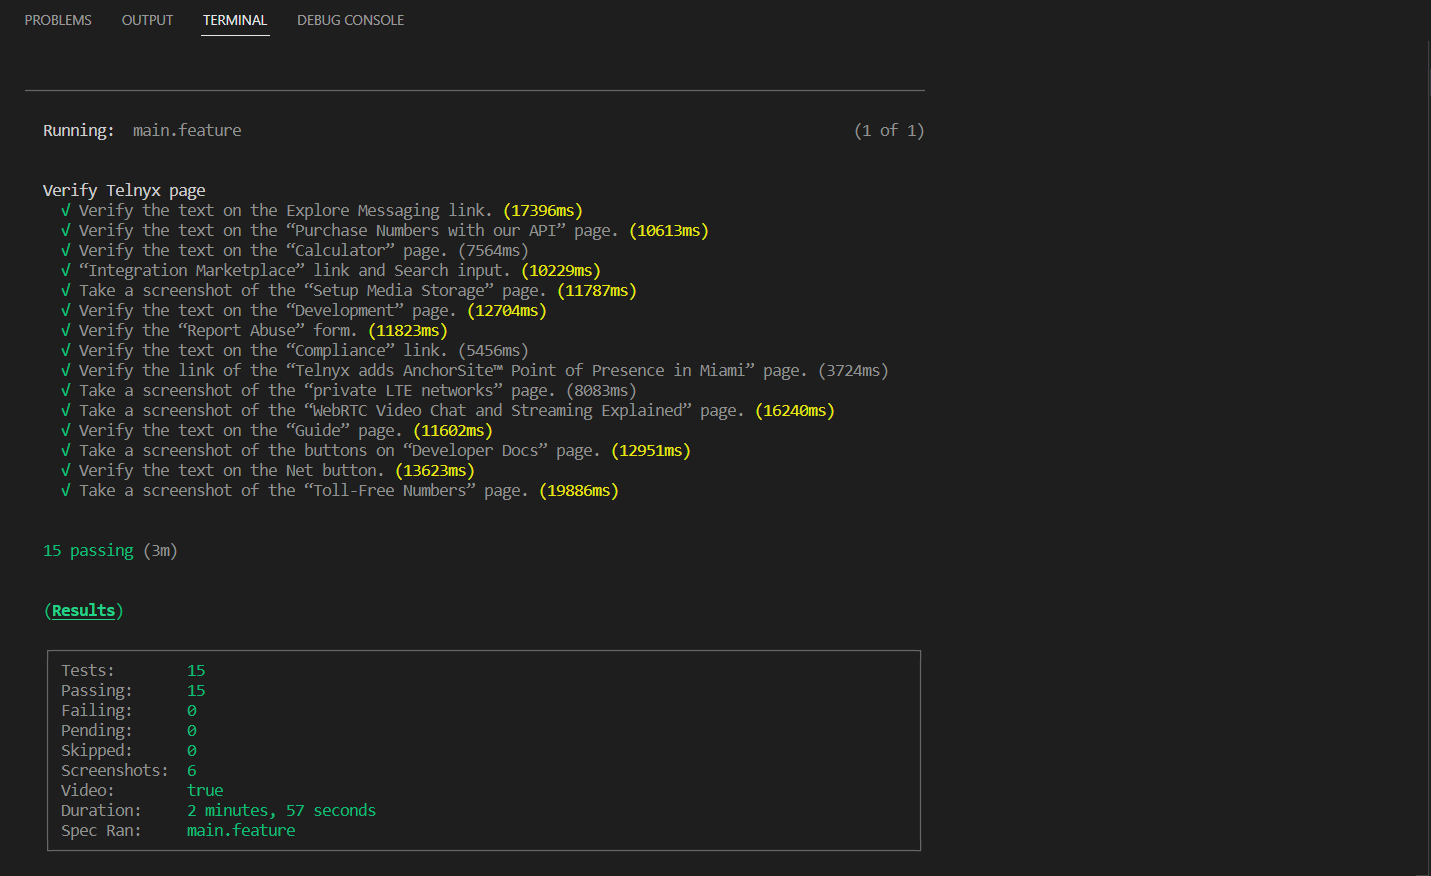 PROBLEMS OUTPUT TERMINAL DEBUG CONSOLE
Running: main.feature (1 of 1)
Verify Telnyx page
√ Verify the text on the Explore Messaging link. (17396ms)
√ Verify the text on the “Purchase Numbers with our API” page. (10613ms)
√ Verify the text on the “Calculator” page. (7564ms)
√ “Integration Marketplace” link and Search input. (10229ms)
√ Take a screenshot of the “Setup Media Storage” page. (11787ms)
√ Verify the text on the “Development” page. (12704ms)
√ Verify the “Report Abuse” form. (11823ms)
√ Verify the text on the “Compliance” link. (5456ms)
√ Verify the link of the “Telnyx adds AnchorSite™ Point of Presence in Miami” page. (3724ms)
√ Take a screenshot of the “private LTE networks” page. (8083ms)
√ Take a screenshot of the “WebRTC Video Chat and Streaming Explained” page. (16240ms)
√ Verify the text on the “Guide” page. (11602ms)
√ Take a screenshot of the buttons on “Developer Docs” page. (12951ms)
√ Verify the text on the Net button. (13623ms)
√ Take a screenshot of the “Toll-Free Numbers” page. (19886ms)
15 passing (3m)
(Results)
Tests: 15
Passing: 15
Failing: 0
Pending: 0
Skipped: 0
Screenshots: 6
Video: true
Duration: 2 minutes, 57 seconds
Spec Ran: main.feature